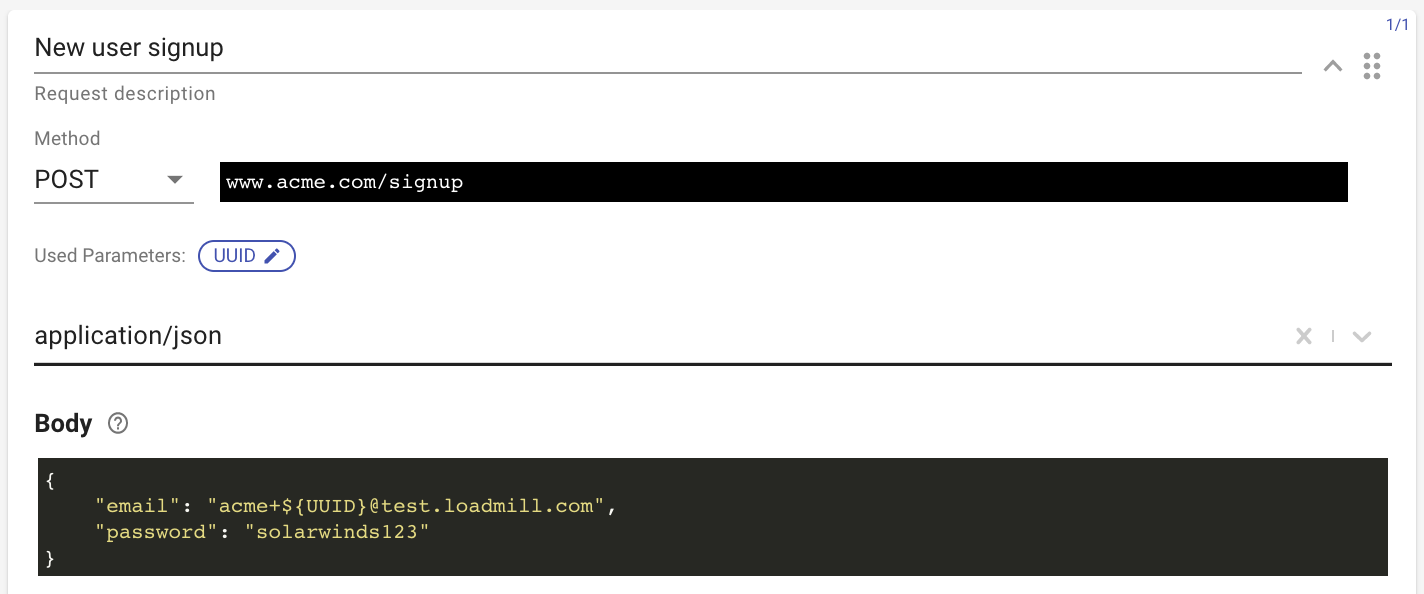 1/1
New user signup
Request description
Method
POST
www.acme.com/signup
Used Parameters: UUID
application/json
Body ?
{
    "email": "acme+${UUID}@test.loadmill.com",
    "password": "solarwinds123"
}